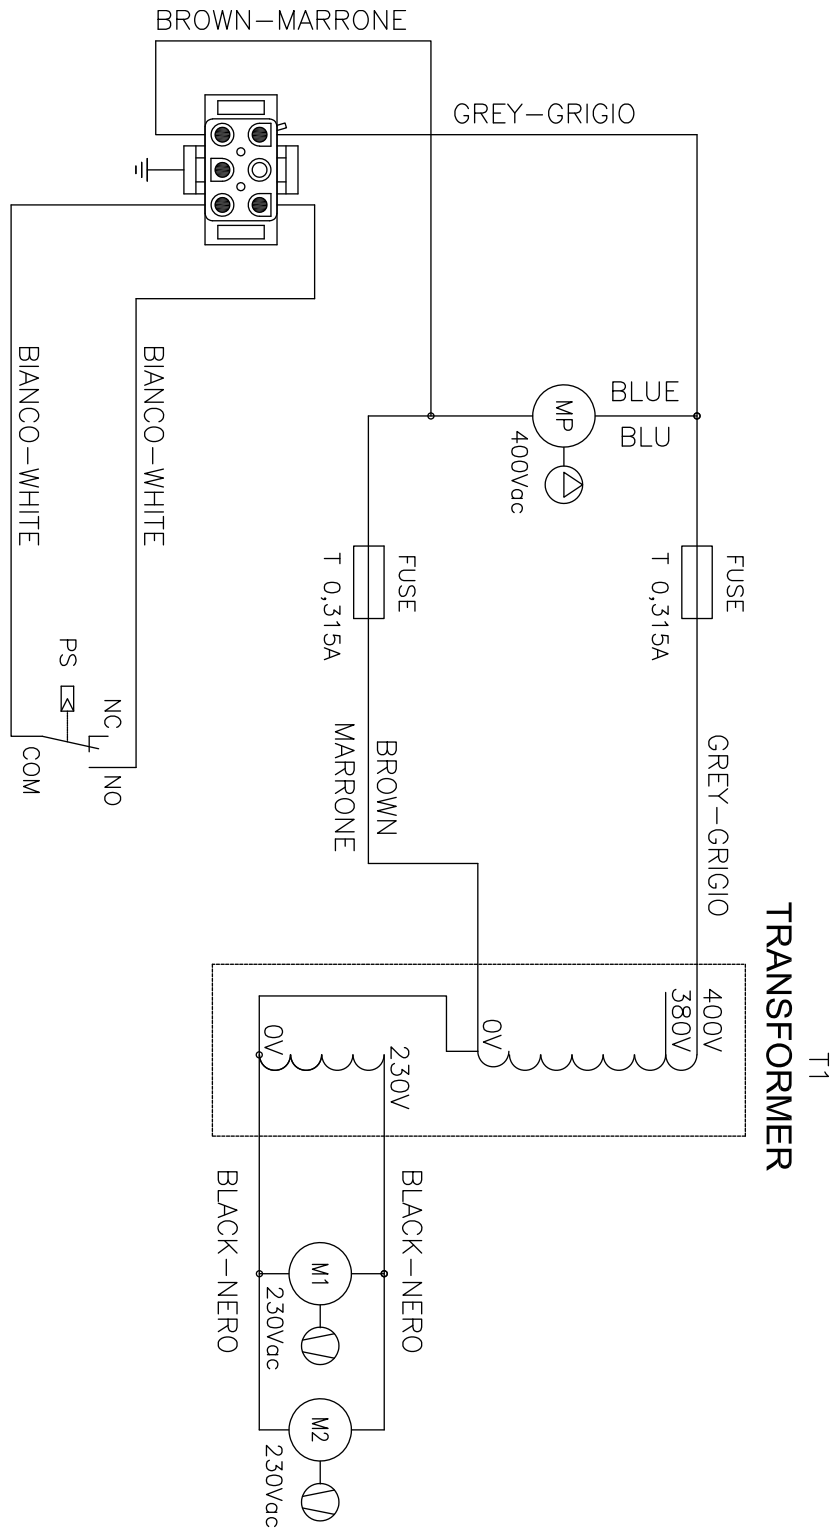 BROWN-MARRONE
GREY-GRIGIO
BLUE
BLU
MP
400Vac
BIANCO-WHITE
BIANCO-WHITE
FUSE
T 0,315A
FUSE
T 0,315A
PS
NC
NO
COM
BROWN
MARRONE
GREY-GRIGIO
T1
TRANSFORMER
400V
380V
0V
230V
0V
BLACK-NERO
BLACK-NERO
M1
230Vac
M2
230Vac